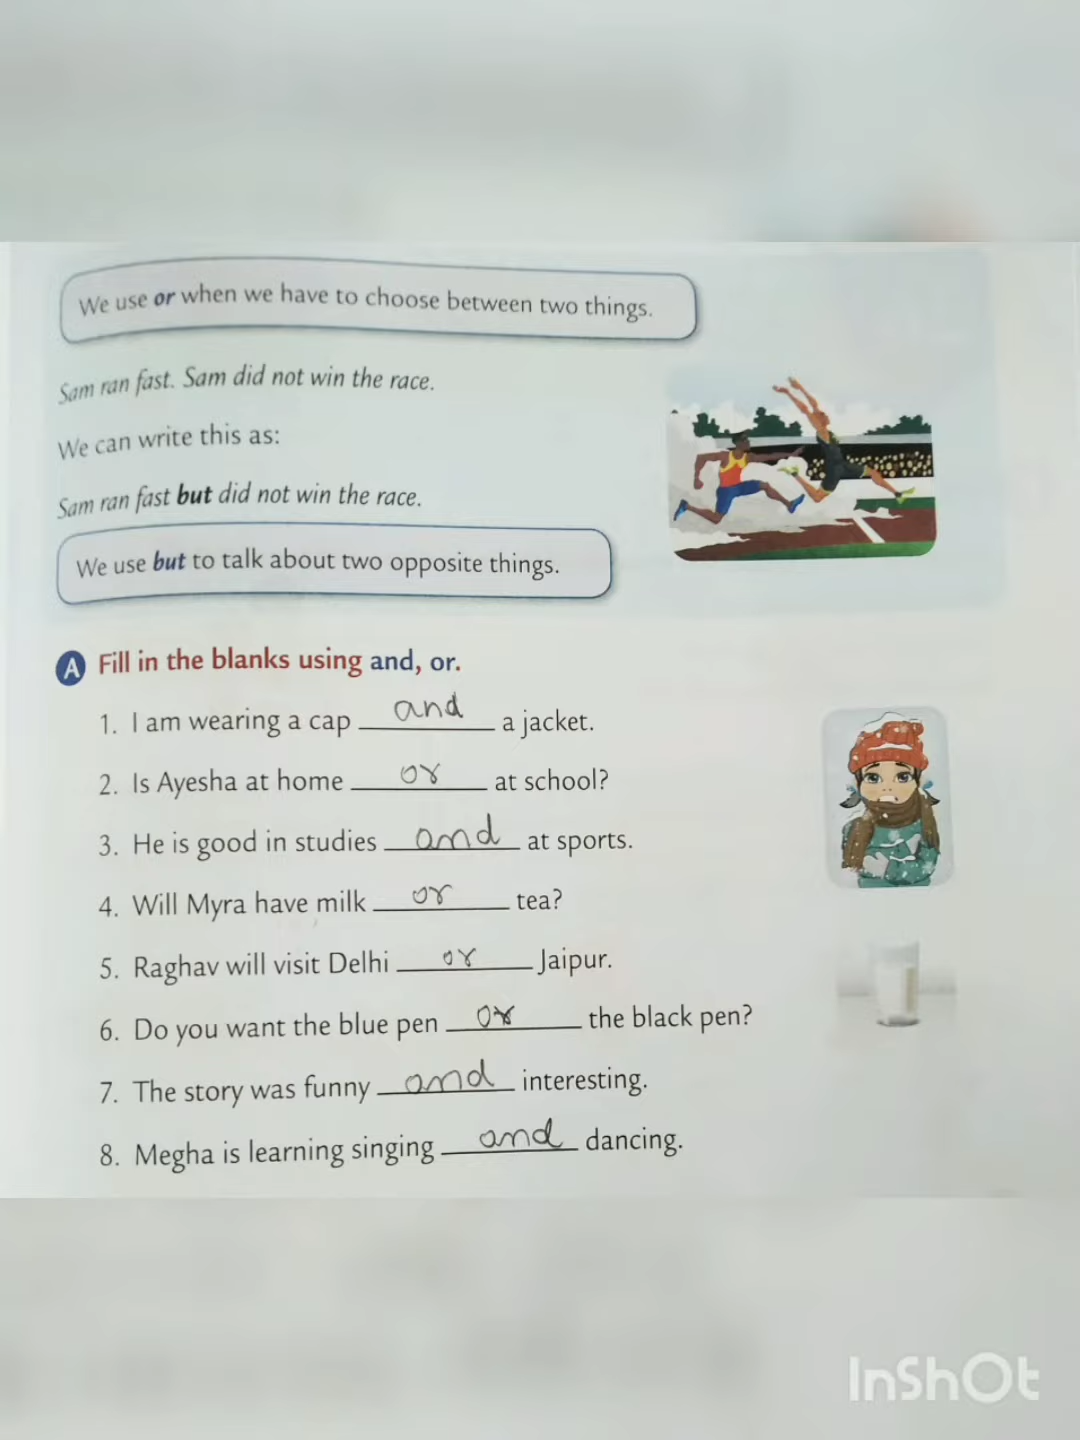 We use or when we have to choose between two things.
Sam ran fast. Sam did not win the race.
We can write this as:
Sam ran fast but did not win the race.
We use but to talk about two opposite things.
A Fill in the blanks using and, or.
1. I am wearing a cap and a jacket.
2. Is Ayesha at home or at school?
3. He is good in studies and at sports.
4. Will Myra have milk or tea?
5. Raghav will visit Delhi or Jaipur.
6. Do you want the blue pen or the black pen?
7. The story was funny and interesting.
8. Megha is learning singing and dancing.
InShOt